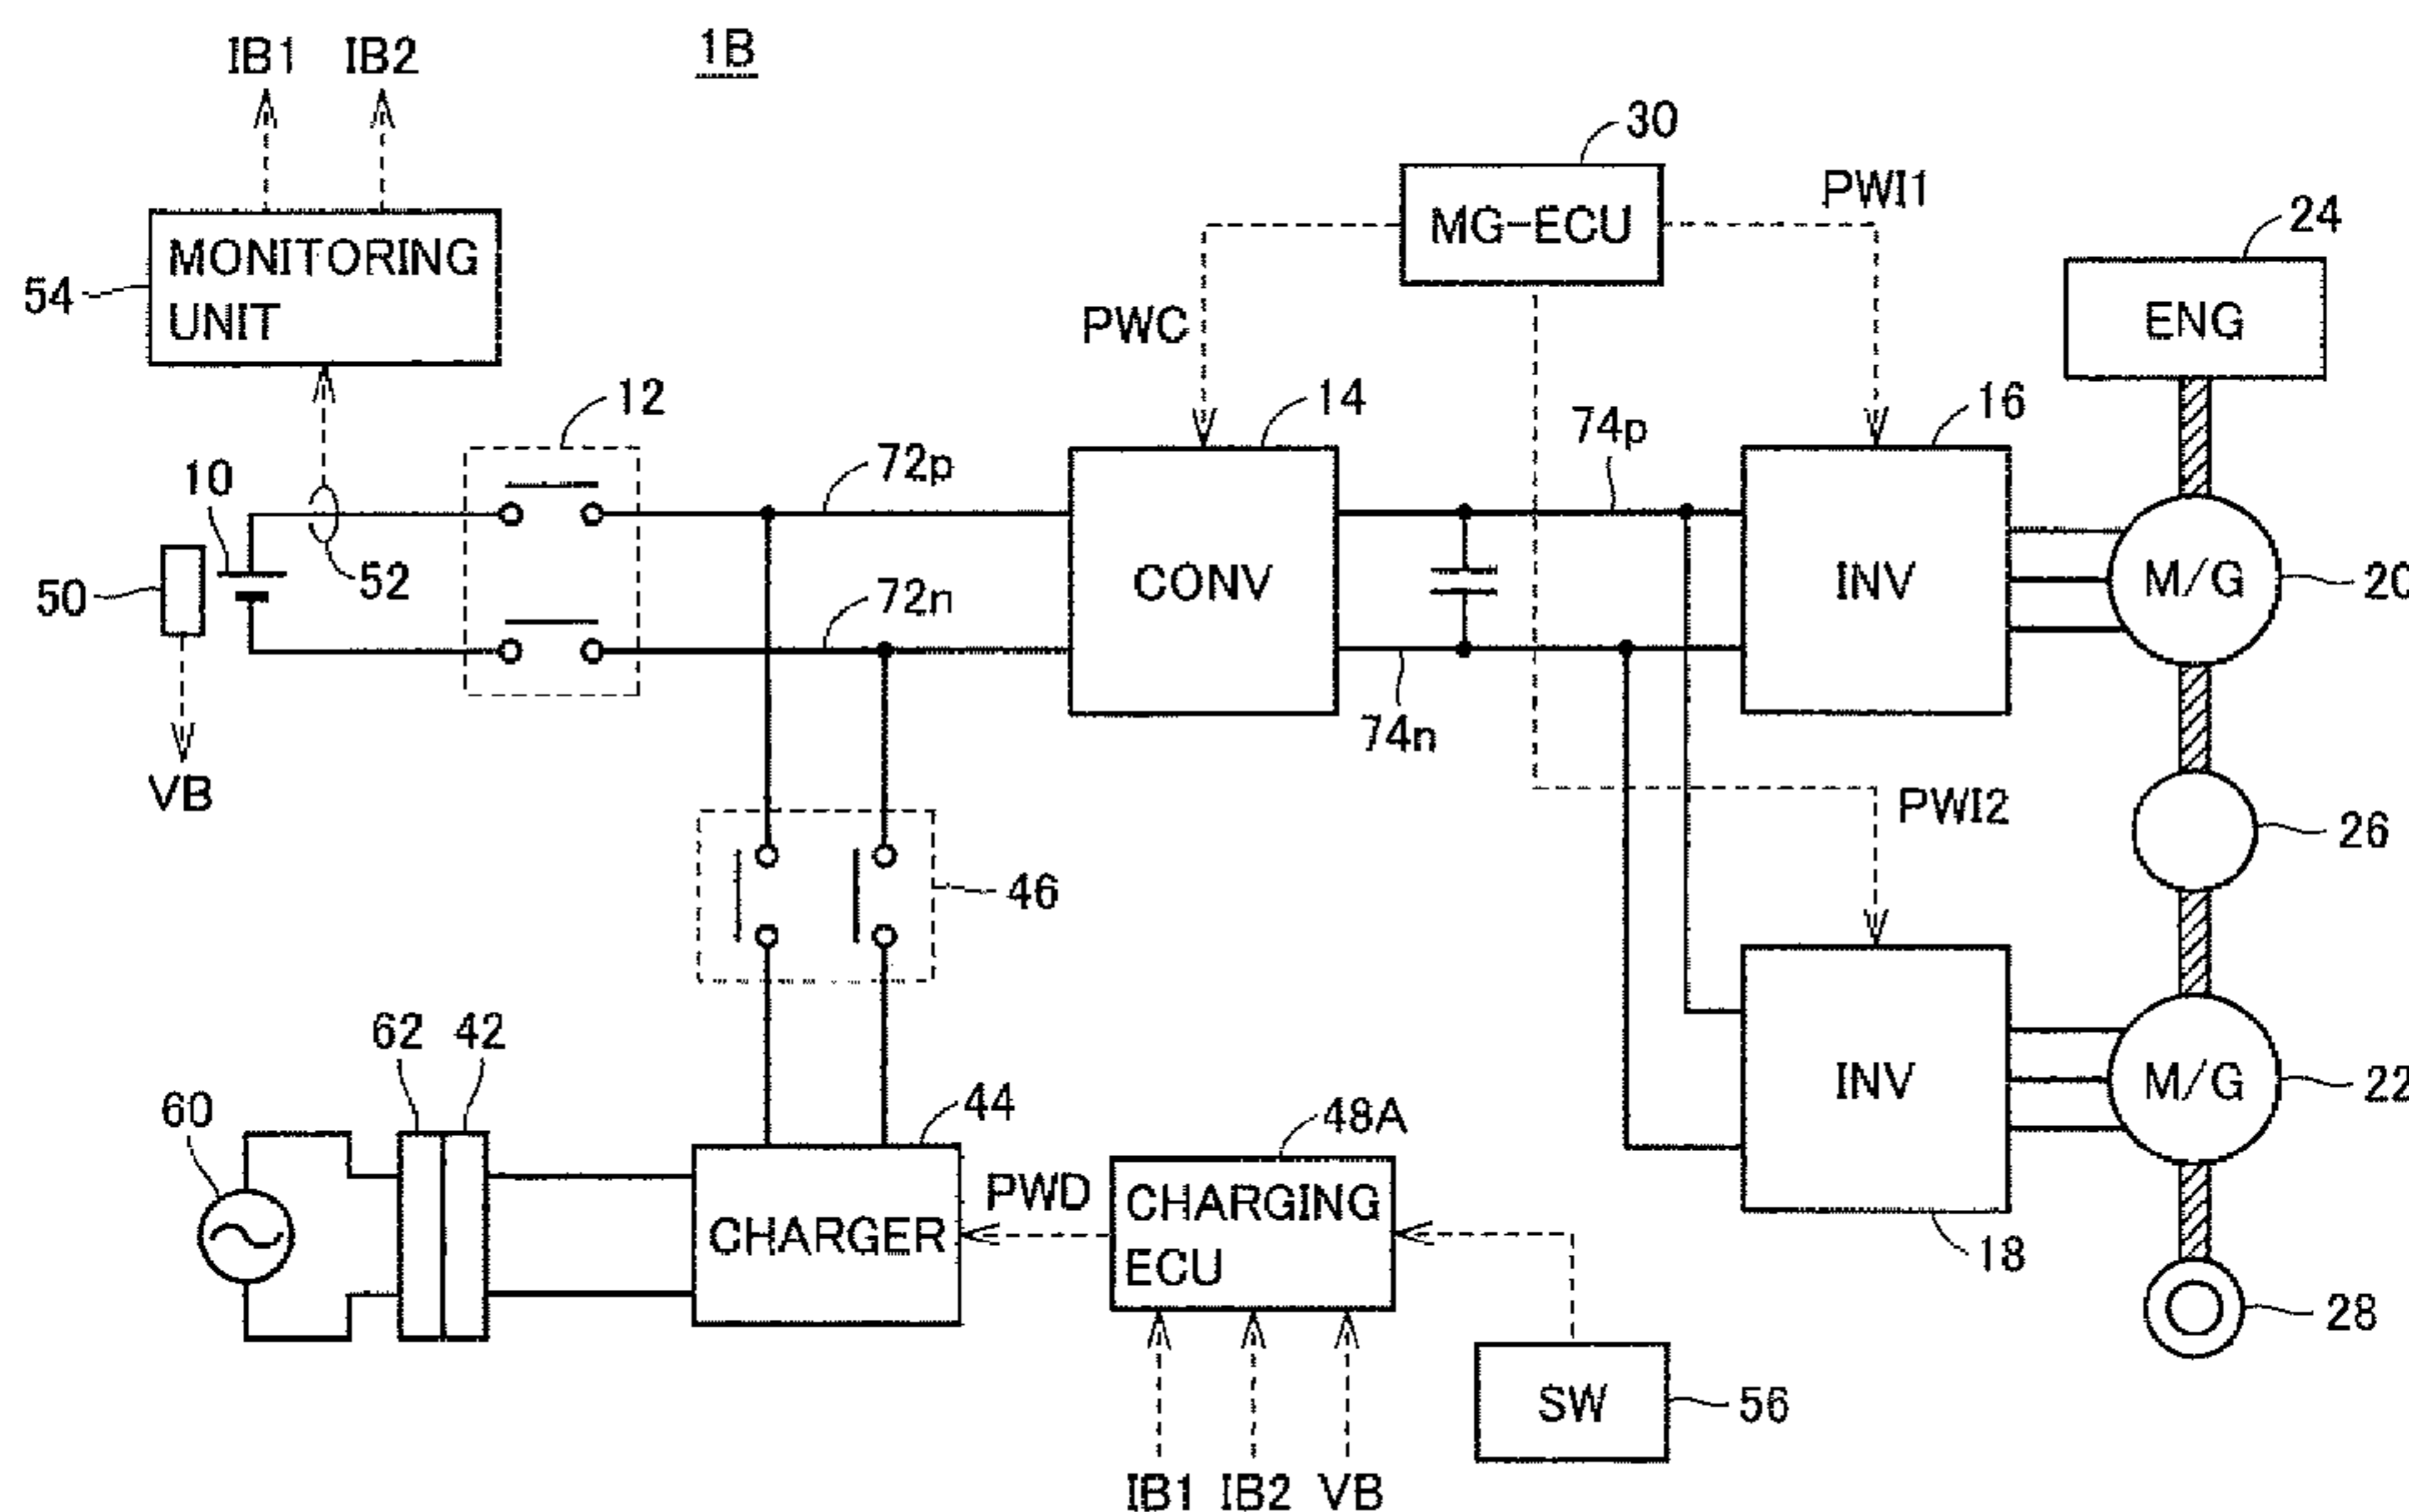 1B
IB1 IB2
MONITORING
UNIT
54
30
MG-ECU
PWI1
PWC
24
ENG
12
14
16
10
72p
74p
50
52
72n
CONV
INV
M/G
20
74n
VB
PWI2
26
46
62 42
60
44
48A
INV
M/G
22
PWD
CHARGER
CHARGING
ECU
18
28
SW
56
IB1 IB2 VB